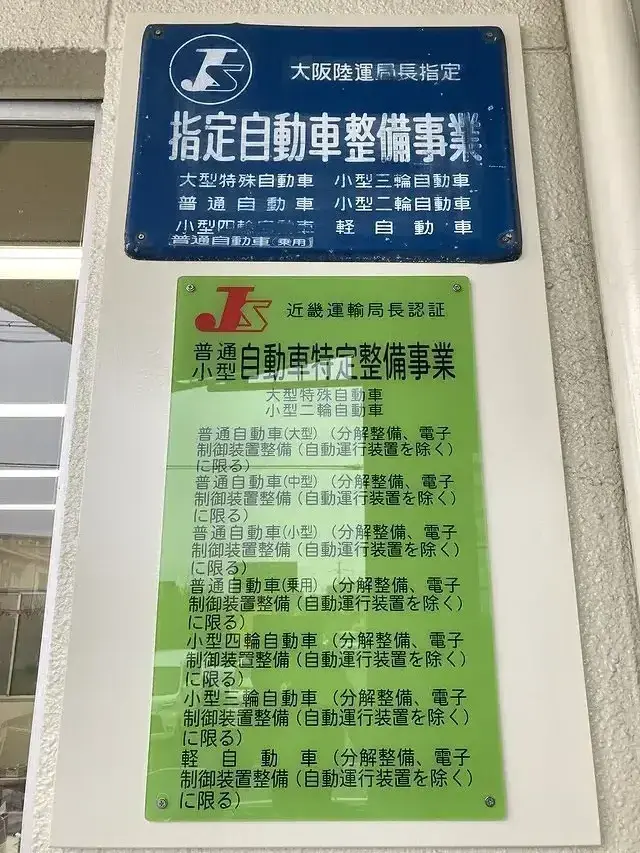 JS
大阪陸運局長指定
指定自動車整備事業
大型特殊自動車 小型三輪自動車
普通自動車 小型二輪自動車
小型四輪自動車 軽自動車
普通自動車(乗用)
JS 近畿運輸局長認証
普通
小型 自動車特定整備事業
大型特殊自動車
小型二輪自動車
普通自動車(大型) (分解整備、電子
制御装置整備(自動運行装置を除く)
に限る)
普通自動車(中型) (分解整備、電子
制御装置整備(自動運行装置を除く)
に限る)
普通自動車(小型) (分解整備、電子
制御装置整備(自動運行装置を除く)
に限る)
普通自動車(乗用) (分解整備、電子
制御装置整備(自動運行装置を除く)
に限る)
小型四輪自動車 (分解整備、電子
制御装置整備(自動運行装置を除く)
に限る)
小型三輪自動車 (分解整備、電子
制御装置整備(自動運行装置を除く)
に限る)
軽自動車 (分解整備、電子
制御装置整備(自動運行装置を除く)
に限る)